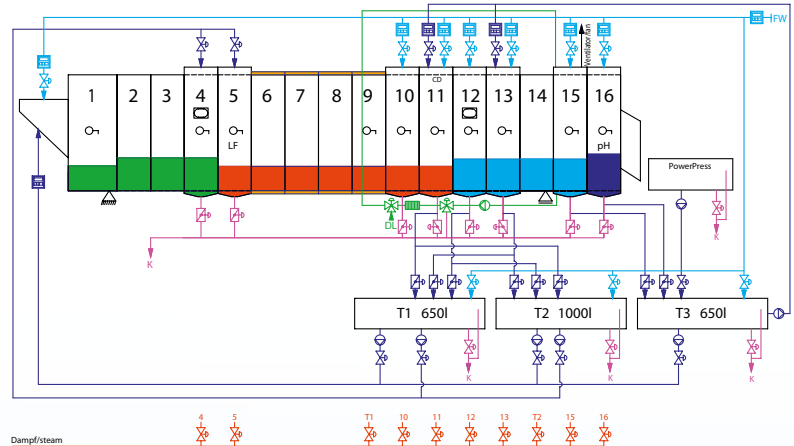 FW
Ventilator/fan
1 2 3 4 5 6 7 8 9 10 11 12 13 14 15 16
CD
LF
pH
PowerPress
DL
K
K
K
T1 650l
T2 1000l
T3 650l
K
K
K
4 5 T1 10 11 12 13 T2 15 16
Dampf/steam